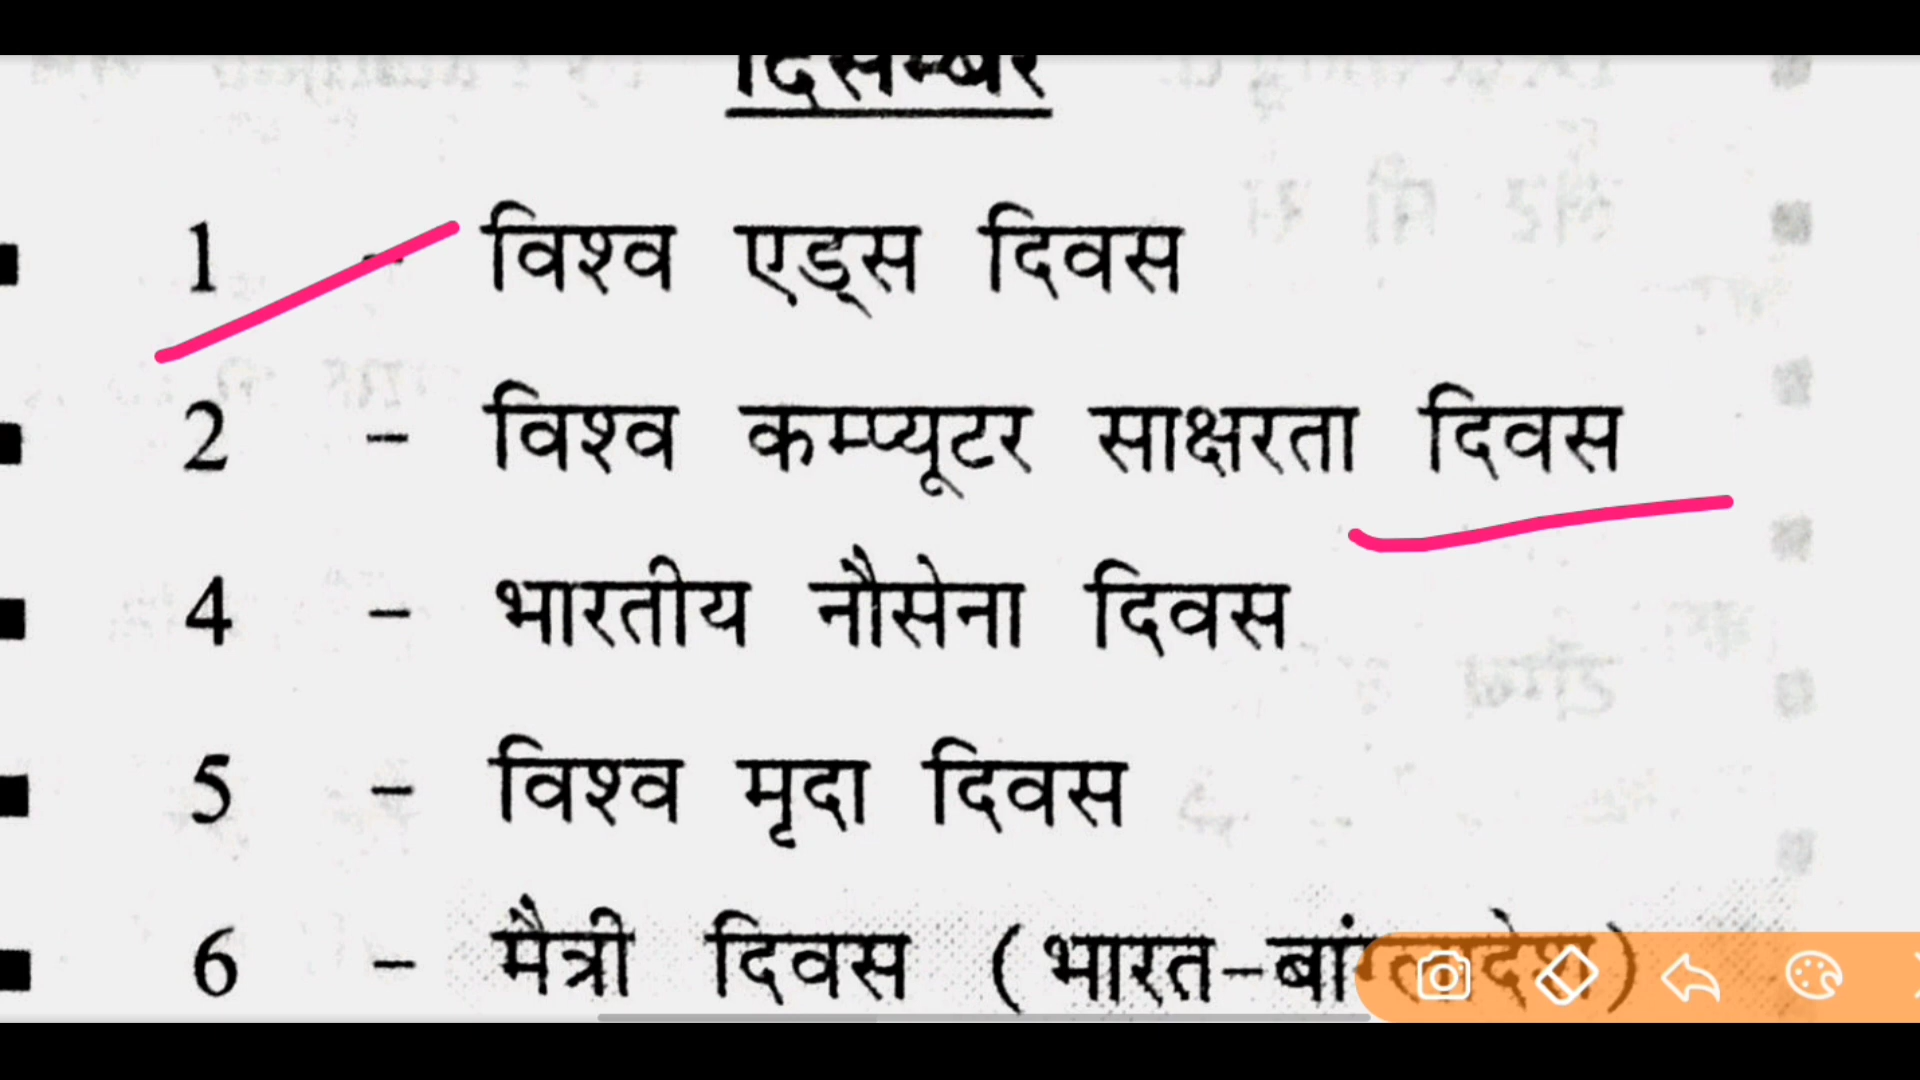 दिसम्बर
1 - विश्व एड्स दिवस
2 - विश्व कम्प्यूटर साक्षरता दिवस
4 - भारतीय नौसेना दिवस
5 - विश्व मृदा दिवस
6 - मैत्री दिवस (भारत-बांग्लादेश)